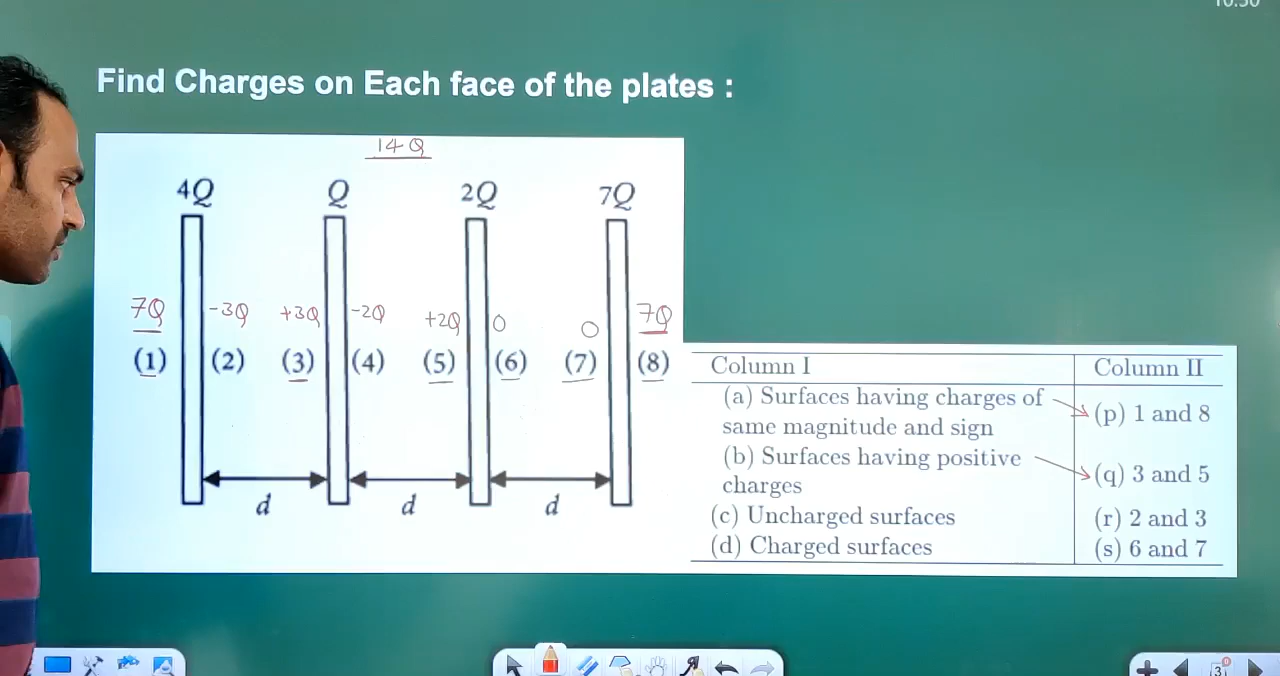 Find Charges on Each face of the plates :
14Q
4Q Q 2Q 7Q
7Q -3Q +3Q -2Q +2Q 0 0 7Q
(1) (2) (3) (4) (5) (6) (7) (8)
d d d
Column I Column II
(a) Surfaces having charges of
same magnitude and sign
(p) 1 and 8
(b) Surfaces having positive
charges
(q) 3 and 5
(c) Uncharged surfaces (r) 2 and 3
(d) Charged surfaces (s) 6 and 7
3